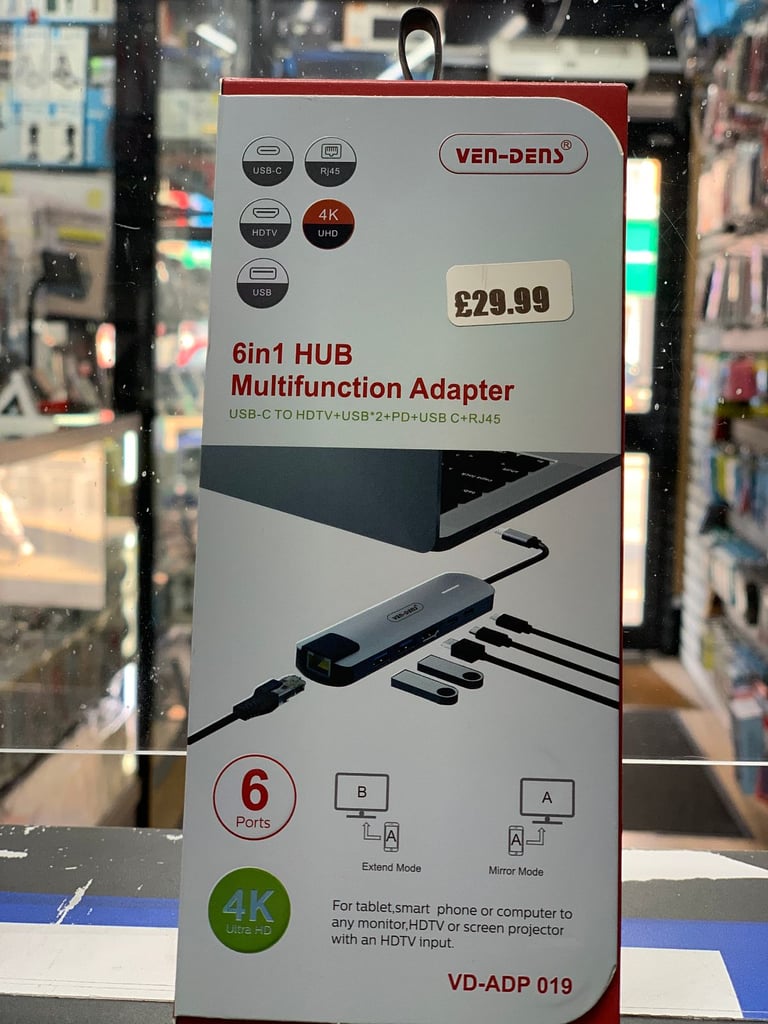 USB-C
Rj45
VEN-DENS®
HDTV
4K
UHD
USB
£29.99
6in1 HUB
Multifunction Adapter
USB-C TO HDTV+USB*2+PD+USB C+RJ45
VEN-DENS
6
Ports
B
A
Extend Mode
A
A
Mirror Mode
4K
Ultra HD
For tablet,smart phone or computer to
any monitor,HDTV or screen projector
with an HDTV input.
VD-ADP 019